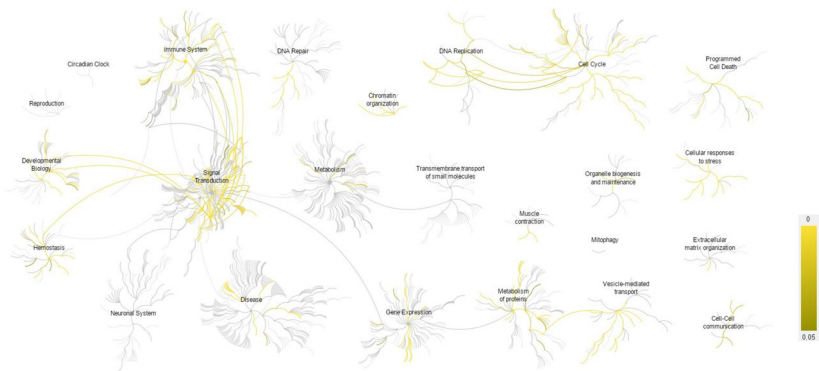 Immune System
DNA Repair
DNA Replication
Cell Cycle
Programmed
Cell Death
Circadian Clock
Reproduction
Chromatin
organization
Developmental
Biology
Signal
Transduction
Metabolism
Transmembrane transport
of small molecules
Organelle biogenesis
and maintenance
Cellular responses
to stress
Muscle
contraction
Hemostasis
Mitophagy
Extracellular
matrix organization
0
Neuronal System
Disease
Gene Expression
Metabolism
of proteins
Vesicle-mediated
transport
Cell-Cell
communication
0.05